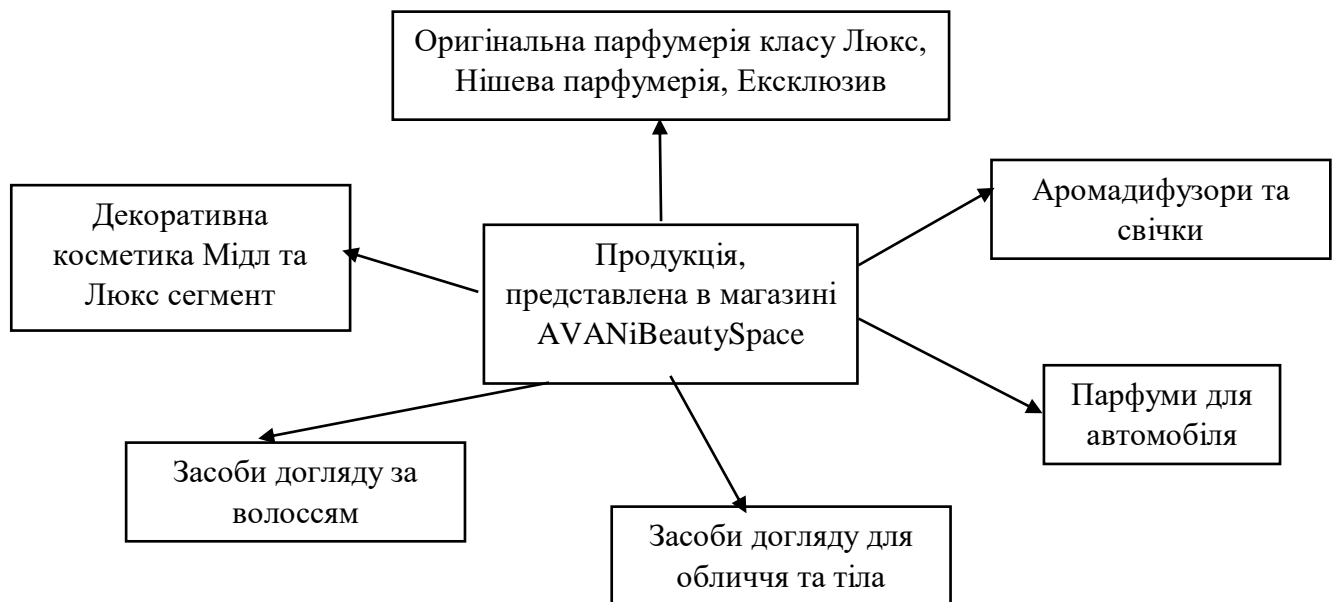 Оригінальна парфумерія класу Люкс,
Нішева парфумерія, Ексклюзив
Аромадифузори та
свічки
Декоративна
косметика Мідл та
Люкс сегмент
Продукція,
представлена в магазині
AVANiBeautySpace
Парфуми для
автомобіля
Засоби догляду за
волоссям
Засоби догляду для
обличчя та тіла